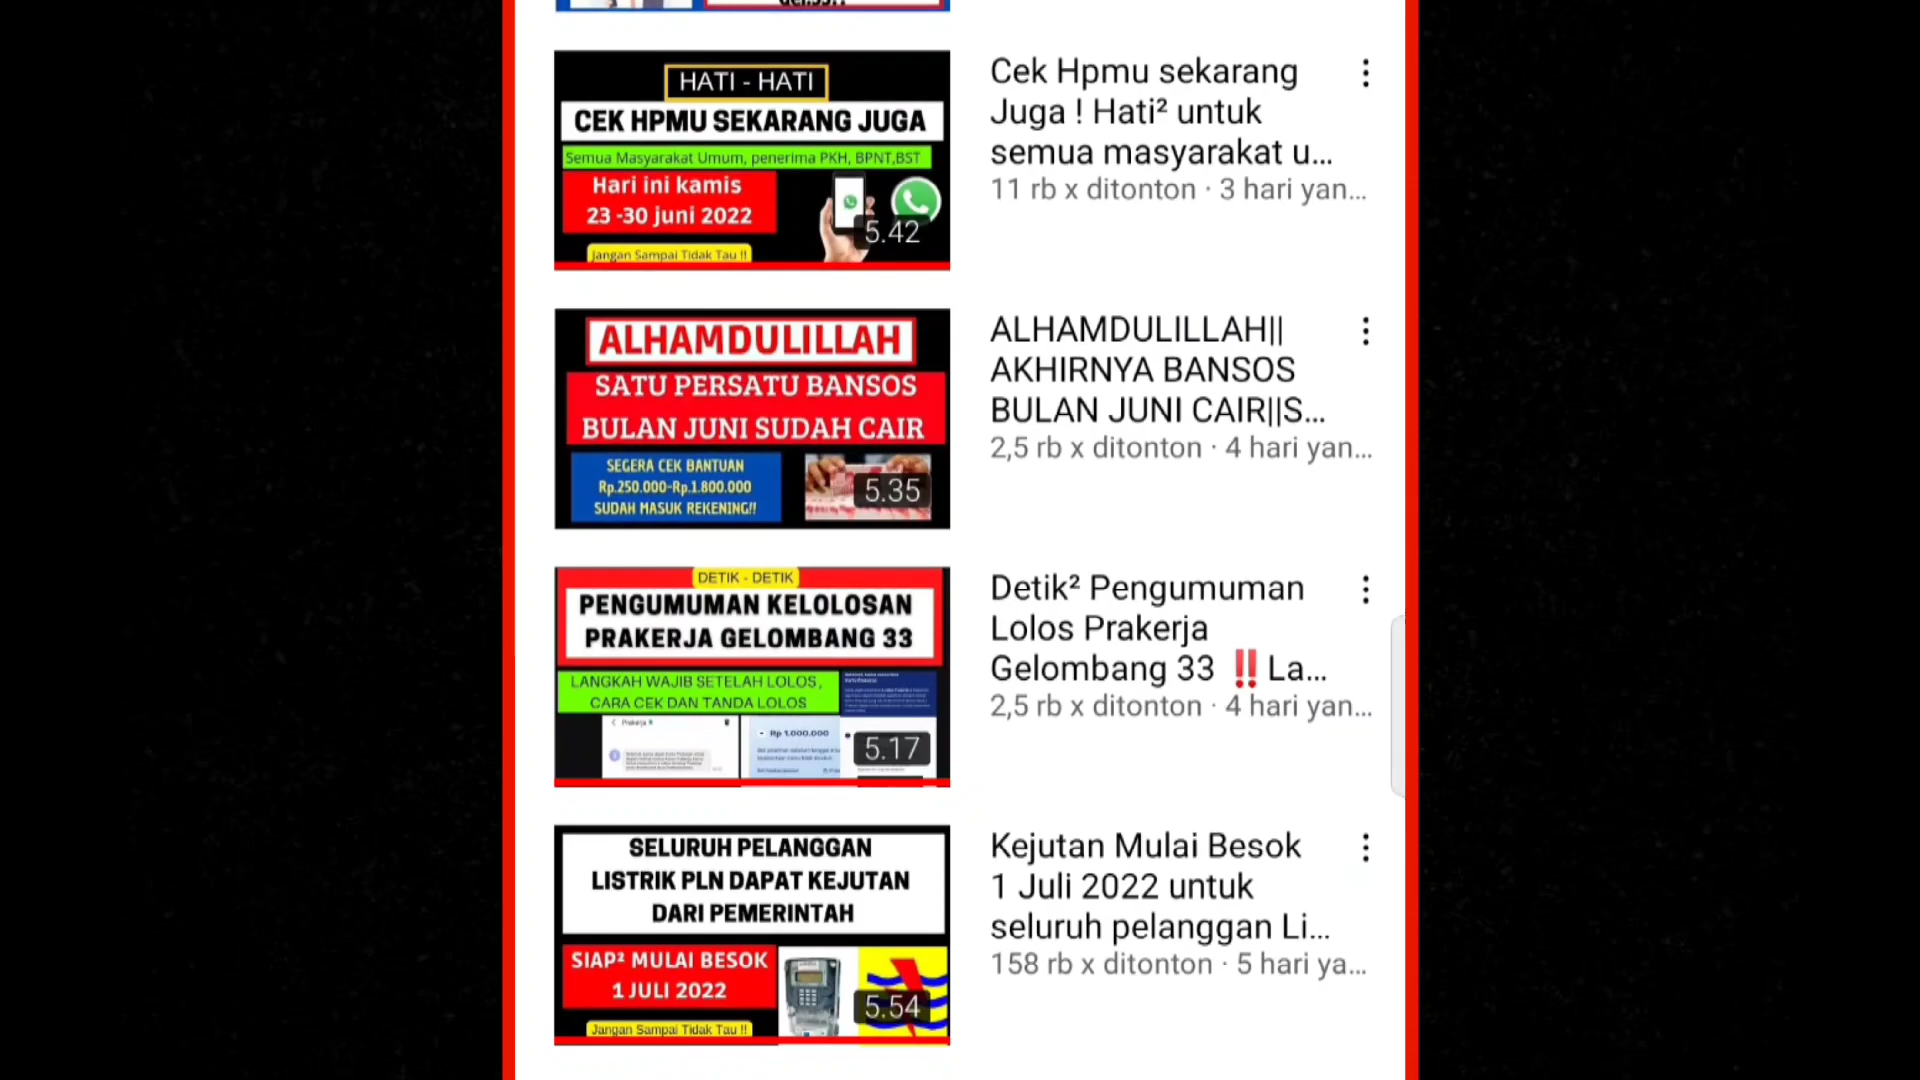 HATI - HATI
CEK HPMU SEKARANG JUGA
Semua Masyarakat Umum, penerima PKH, BPNT,BST
Hari ini kamis
23 -30 juni 2022
5.42
Jangan Sampai Tidak Tau !!
Cek Hpmu sekarang
Juga ! Hati² untuk
semua masyarakat u...
11 rb x ditonton · 3 hari yan...
ALHAMDULILLAH
SATU PERSATU BANSOS
BULAN JUNI SUDAH CAIR
SEGERA CEK BANTUAN
Rp.250.000-Rp.1.800.000
SUDAH MASUK REKENING!!
5.35
ALHAMDULILLAH||
AKHIRNYA BANSOS
BULAN JUNI CAIR||S...
2,5 rb x ditonton · 4 hari yan...
DETIK - DETIK
PENGUMUMAN KELOLOSAN
PRAKERJA GELOMBANG 33
LANGKAH WAJIB SETELAH LOLOS,
CARA CEK DAN TANDA LOLOS
Prakerja
Rp 1.000.000
5.17
Detik² Pengumuman
Lolos Prakerja
Gelombang 33 ‼️La...
2,5 rb x ditonton · 4 hari yan...
SELURUH PELANGGAN
LISTRIK PLN DAPAT KEJUTAN
DARI PEMERINTAH
SIAP² MULAI BESOK
1 JULI 2022
5.54
Jangan Sampai Tidak Tau !!
Kejutan Mulai Besok
1 Juli 2022 untuk
seluruh pelanggan Li...
158 rb x ditonton · 5 hari ya...